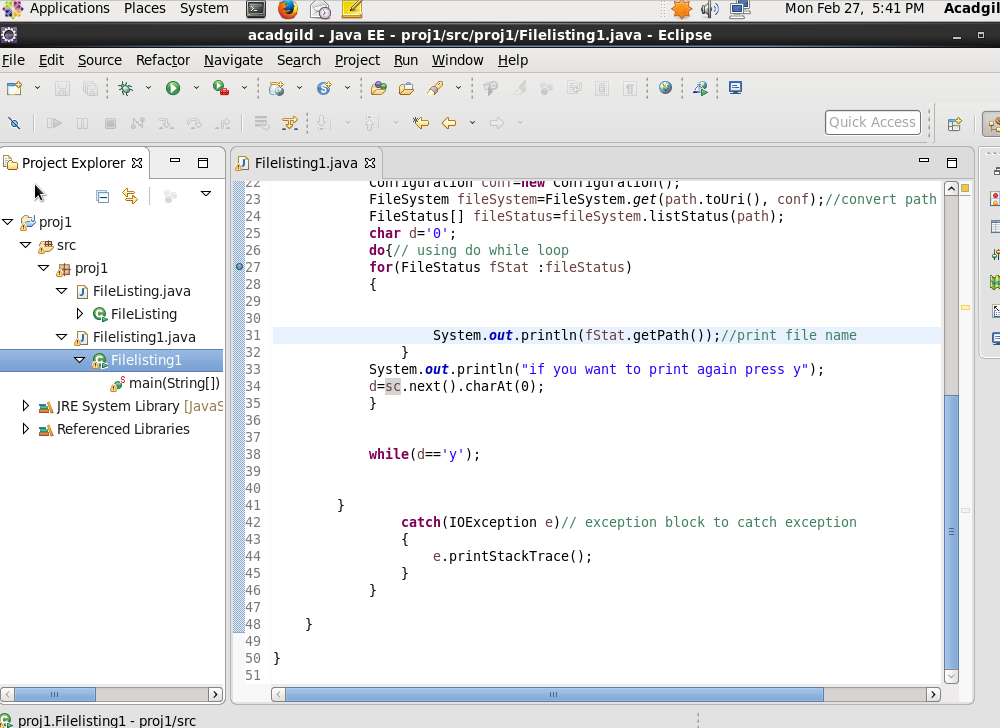 Applications Places System Mon Feb 27, 5:41 PM Acadgil
acadgild - Java EE - proj1/src/proj1/Filelisting1.java - Eclipse
File Edit Source Refactor Navigate Search Project Run Window Help
Quick Access
Project Explorer
proj1
src
proj1
FileListing.java
FileListing
Filelisting1.java
Filelisting1
main(String[])
JRE System Library [JavaS
Referenced Libraries
Filelisting1.java
22 Configuration conf=new Configuration();
23 FileSystem fileSystem=FileSystem.get(path.toUri(), conf);//convert path
24 FileStatus[] fileStatus=fileSystem.listStatus(path);
25 char d='0';
26 do{// using do while loop
27 for(FileStatus fStat :fileStatus)
28 {
29
30
31 System.out.println(fStat.getPath());//print file name
32 }
33 System.out.println("if you want to print again press y");
34 d=sc.next().charAt(0);
35 }
36
37
38 while(d=='y');
39
40
41 }
42 catch(IOException e)// exception block to catch exception
43 {
44 e.printStackTrace();
45 }
46 }
47
48 }
49
50 }
51
proj1.Filelisting1 - proj1/src